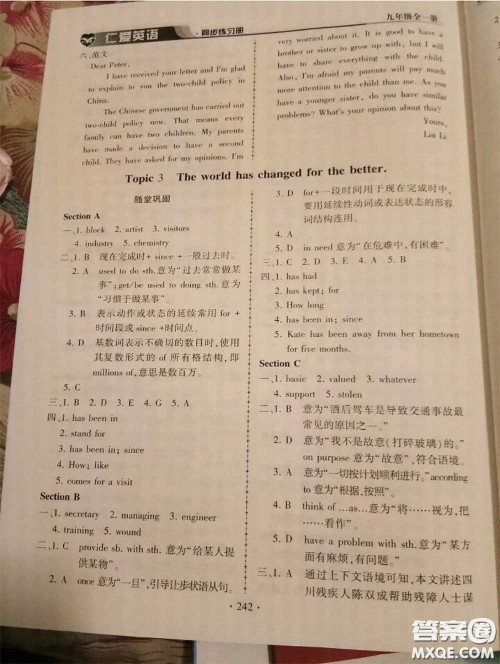 仁爱英语
·同步练习册
九年级全一册
六、范文
Dear Peter,
I have received your letter and I'm glad
to explain to you the two-child policy in
China.
The Chinese government has carried out
two-child policy now. That means every
family can have two children. My parents
have made a decision to have a second
child. They have asked for my opinions. I'm
very worried about it. It is good to have a
brother or sister to grow up with, but I will
have to share everything with the child.
And I'm afraid my parents will pay much
more attention to the child than me. As you
have a younger sister, do you have similar
problems? What's your opinion about this?
Yours,
Liu Li
Topic 3 The world has changed for the better.
随堂巩固
Section A
一、1. block 2. artist 3. visitors
4. industry 5. chemistry
二、1. B 现在完成时+ since +一般过去时。
2. A used to do sth. 意为“过去常常做某
事”;get/be used to doing sth. 意为
“习惯于做某事”。
3. B 表示动作或状态的延续常用 for +
时间段或 since +时间点。
4. D 基数词表示不确切的数目时,使用
其复数形式的 of 所有格结构,即
millions of,意思是数百万。
5. C
三、1. B 2. D 3. E 4. G 5. A
四、1. has been in
2. stand for
3. has been in; since
4. How; like
5. comes for a visit
Section B
一、1. secretary 2. managing 3. engineer
4. training 5. wound
二、1. C provide sb. with sth. 意为“给某人提
供某物”。
2. A once 意为“一旦”,引导让步状语从句。
3. D for+一段时间用于现在完成时中,
要用延续性动词或表达状态的形容
词结构连用。
4. A
5. D in need 意为“在危难中,有困难”。
三、1. C 2. D 3. E 4. A 5. B
四、1. has had
2. has kept; for
3. How long
4. has been in; since
5. Kate has been away from her hometown
for five months.
Section C
一、1. basic 2. valued 3. whatever
4. support 5. stolen
二、1. B 意为“酒后驾车是导致交通事故最
常见的原因之一。”
2. D 意为“我不是故意(打碎玻璃)的。”
意为“故意”,符合语境。
3. A 意为“一切按计划顺利进行。”according
to 意为“根据,按照”。
4. B think of …as…意为“将……视为,把
……看作”。
5. D have trouble with sth. 意为“某方
面有麻烦,有问题。”
三、1. A 通过上下文语境可知,本文讲述四
川残疾人陈双成帮助残障人士谋
· 242 ·
答案圈
MXQE.COM